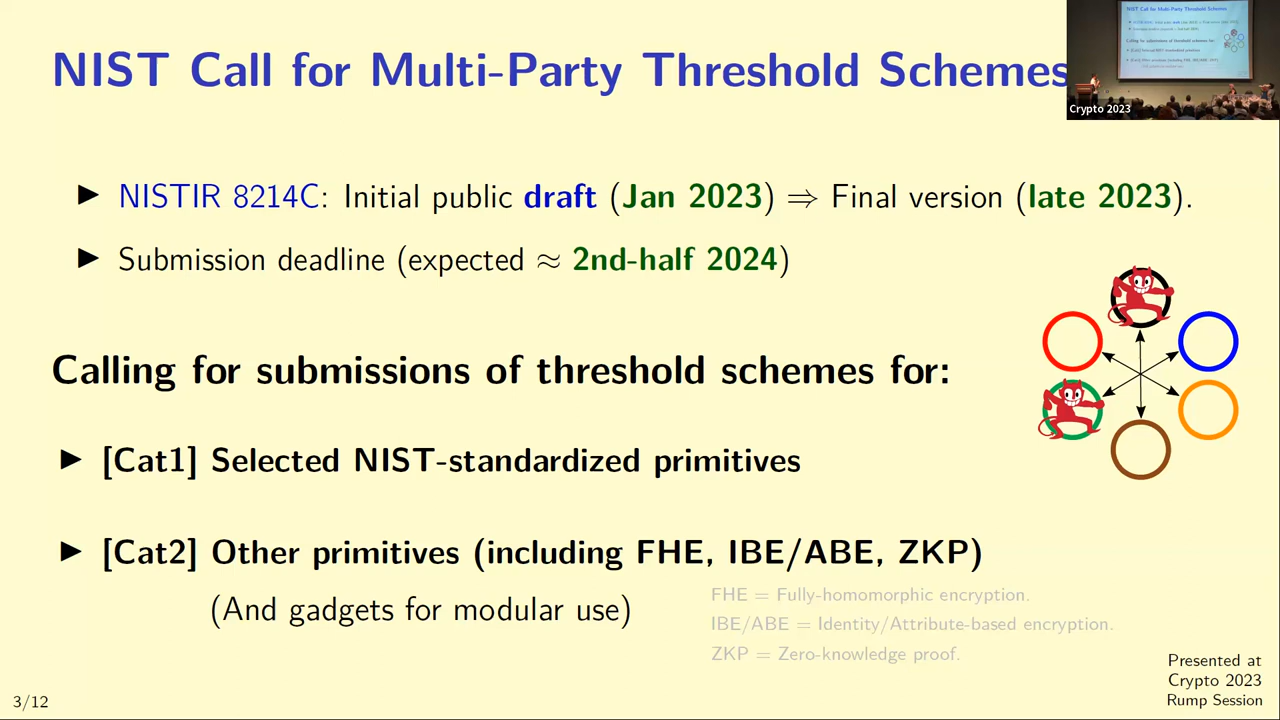 NIST Call for Multi-Party Threshold Schemes
Crypto 2023
▶ NISTIR 8214C: Initial public draft (Jan 2023) ⇒ Final version (late 2023).
▶ Submission deadline (expected ≈ 2nd-half 2024)
Calling for submissions of threshold schemes for:
▶ [Cat1] Selected NIST-standardized primitives
▶ [Cat2] Other primitives (including FHE, IBE/ABE, ZKP)
(And gadgets for modular use)
FHE = Fully-homomorphic encryption.
IBE/ABE = Identity/Attribute-based encryption.
ZKP = Zero-knowledge proof.
Presented at
Crypto 2023
Rump Session
3/12